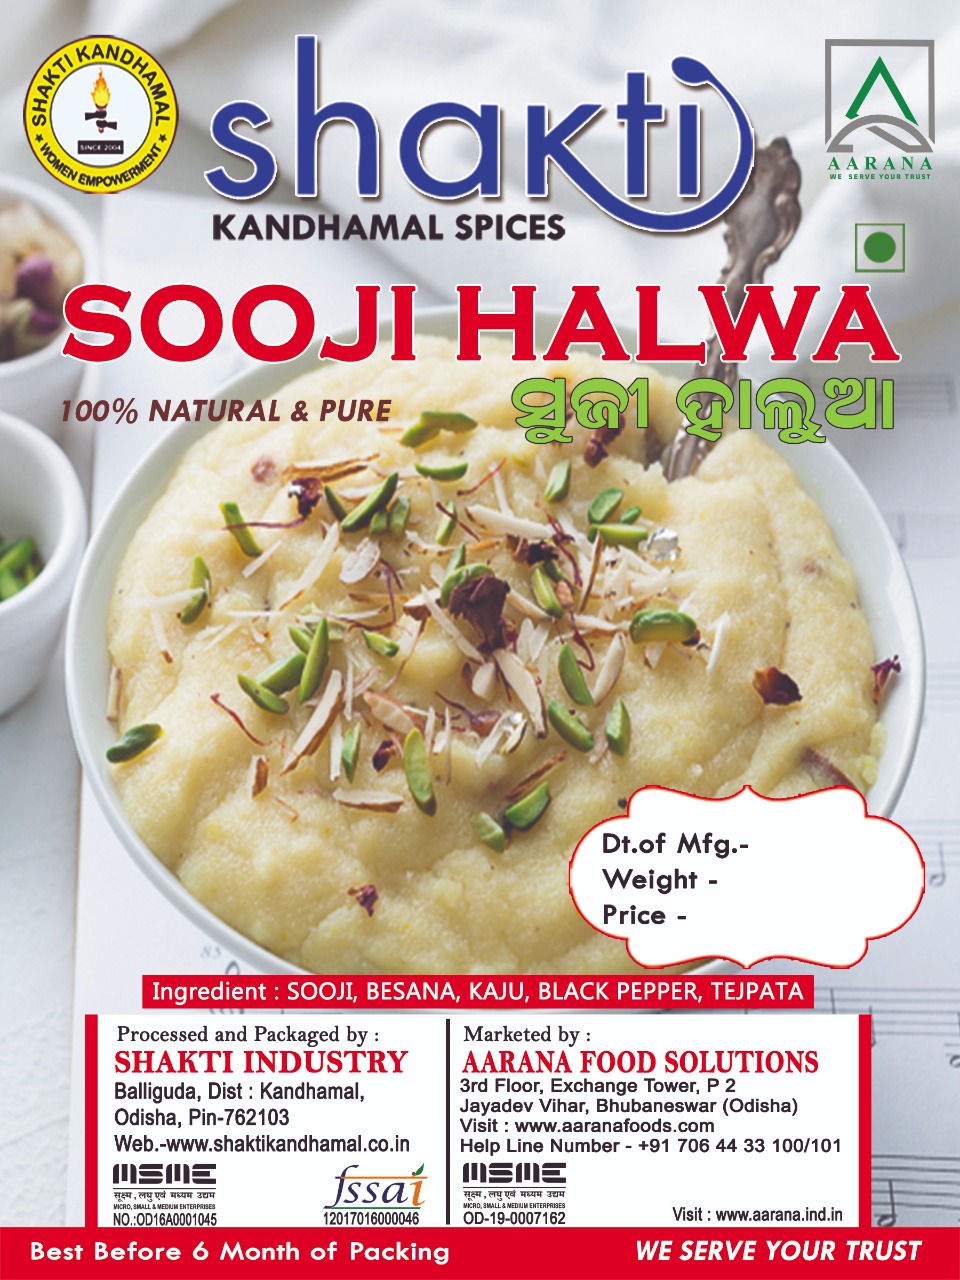 SHAKTI KANDHAMAL
SINCE 2004
WOMEN EMPOWERMENT
shakti
KANDHAMAL SPICES
AARANA
WE SERVE YOUR TRUST
SOOJI HALWA
100% NATURAL & PURE
ସୁଜୀ ହାଲୁଆ
85
Dt.of Mfg.-
Weight -
Price -
Ingredient : SOOJI, BESANA, KAJU, BLACK PEPPER, TEJPATA
Processed and Packaged by :
SHAKTI INDUSTRY
Balliguda, Dist : Kandhamal,
Odisha, Pin-762103
Web.-www.shaktikandhamal.co.in
MSME
सूक्ष्म, लघु एवं मध्यम उद्यम
MICRO, SMALL & MEDIUM ENTERPRISES
NO.:OD16A0001045
fssai
12017016000046
Marketed by :
AARANA FOOD SOLUTIONS
3rd Floor, Exchange Tower, P 2
Jayadev Vihar, Bhubaneswar (Odisha)
Visit : www.aaranafoods.com
Help Line Number - +91 706 44 33 100/101
MSME
सूक्ष्म, लघु एवं मध्यम उद्यम
MICRO, SMALL & MEDIUM ENTERPRISES
OD-19-0007162
Visit : www.aarana.ind.in
Best Before 6 Month of Packing
WE SERVE YOUR TRUST